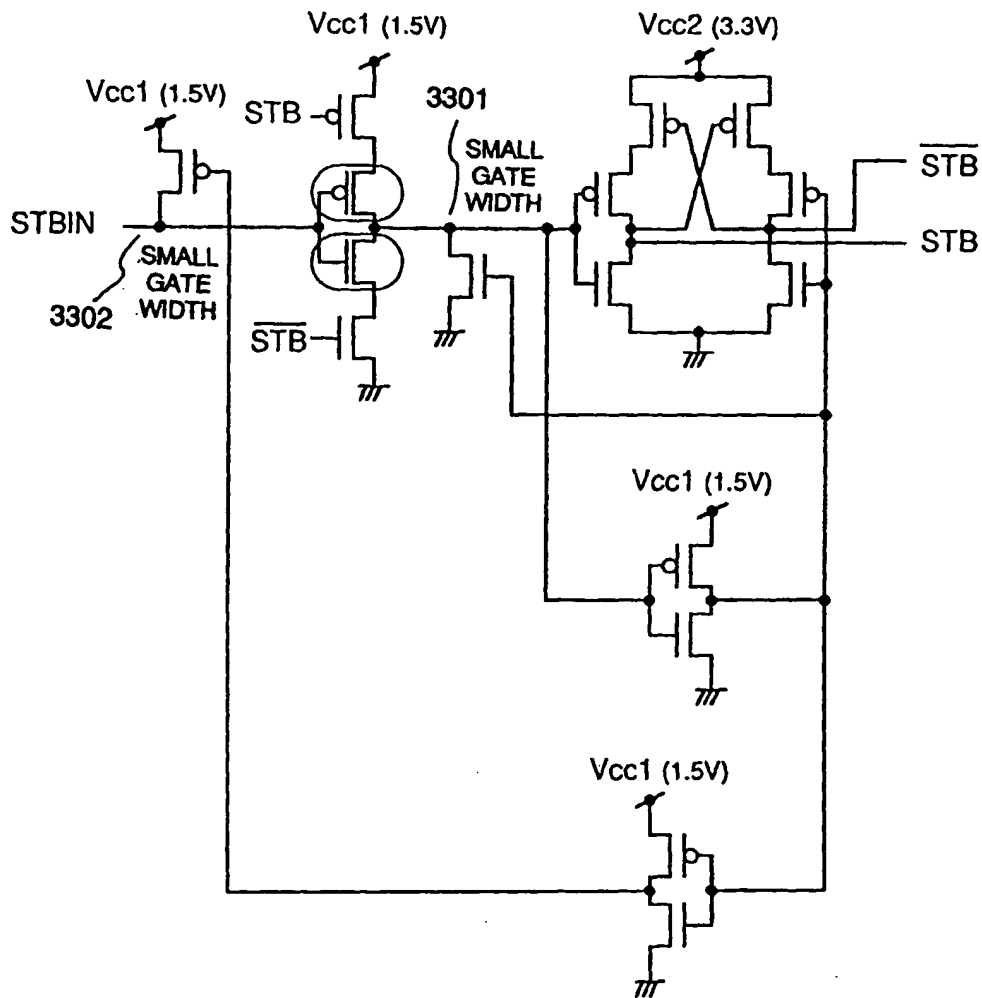 Vcc1 (1.5V)
Vcc2 (3.3V)
Vcc1 (1.5V)
STB
3301
SMALL
GATE
WIDTH
STB
STBIN
STB
SMALL
GATE
WIDTH
3302
STB
Vcc1 (1.5V)
Vcc1 (1.5V)